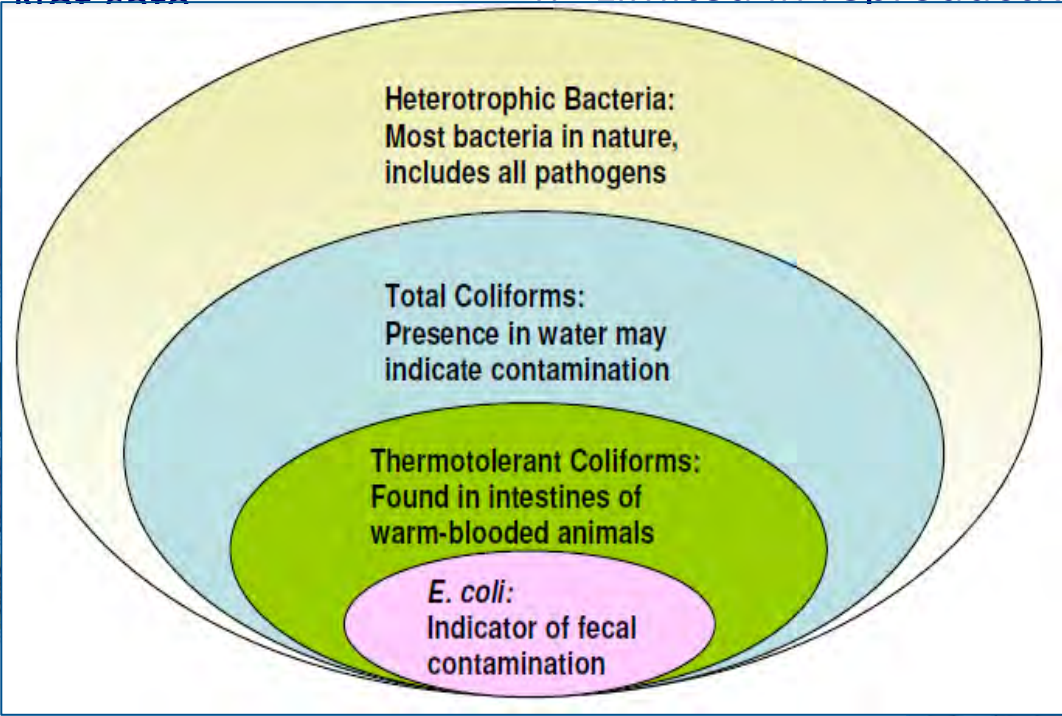 Heterotrophic Bacteria:
Most bacteria in nature,
includes all pathogens
Total Coliforms:
Presence in water may
indicate contamination
Thermotolerant Coliforms:
Found in intestines of
warm-blooded animals
E. coli:
Indicator of fecal
contamination